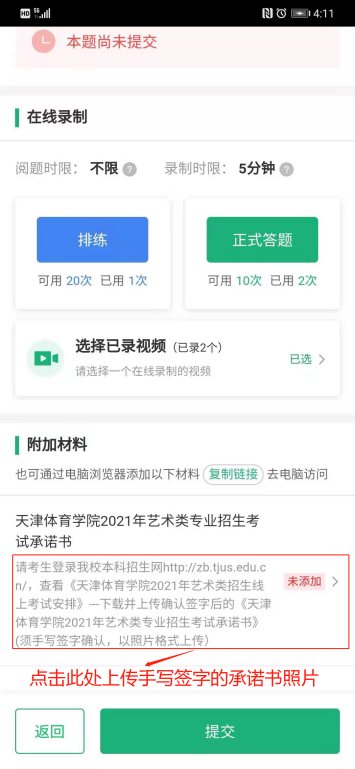 HD 5G 4:11
本题尚未提交
在线录制
阅题时限： 不限 ? 录制时限： 5分钟 ?
排练 正式答题
可用 20次 已用 1次 可用 10次 已用 2次
选择已录视频（已录2个）
已选
请选择一个在线录制的视频
附加材料
也可通过电脑浏览器添加以下材料 复制链接 去电脑访问
天津体育学院2021年艺术类专业招生考
试承诺书
请考生登录我校本科招生网http://zb.tjus.edu.c
n/，查看《天津体育学院2021年艺术类招生线
未添加
上考试安排》—下载并上传确认签字后的《天津
体育学院2021年艺术类专业招生考试承诺书》
(须手写签字确认，以照片格式上传）
点击此处上传手写签字的承诺书照片
返回 提交